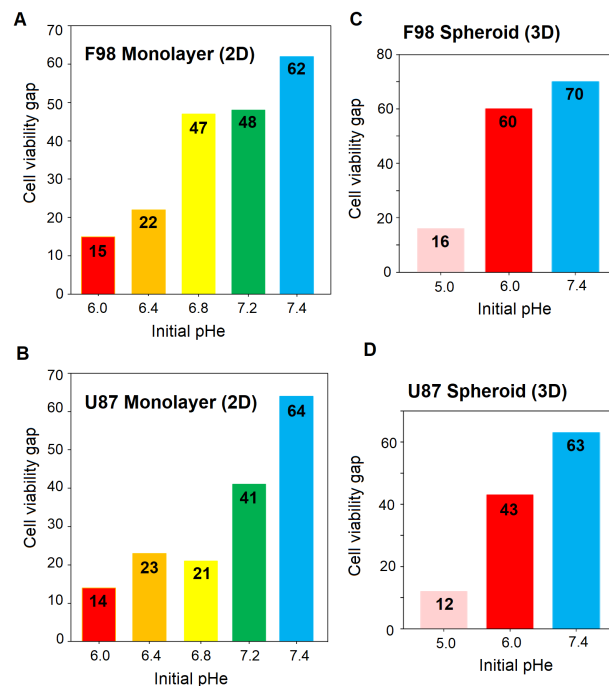 A
F98 Monolayer (2D)
Cell viability gap
70
60
50
40
30
20
10
0
15
22
47
48
62
6.0 6.4 6.8 7.2 7.4
Initial pHe
B
U87 Monolayer (2D)
Cell viability gap
70
60
50
40
30
20
10
0
14
23
21
41
64
6.0 6.4 6.8 7.2 7.4
Initial pHe
C
F98 Spheroid (3D)
Cell viability gap
80
60
40
20
0
16
60
70
5.0 6.0 7.4
Initial pHe
D
U87 Spheroid (3D)
Cell viability gap
60
40
20
0
12
43
63
5.0 6.0 7.4
Initial pHe